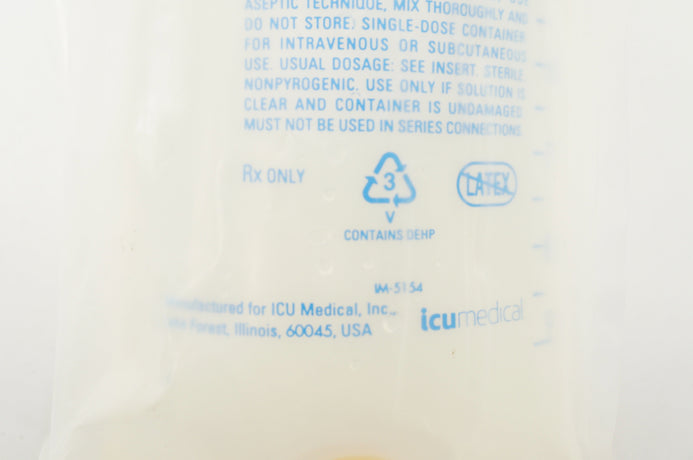 ASEPTIC TECHNIQUE, MIX THOROUGHLY AND
DO NOT STORE. SINGLE-DOSE CONTAINER
FOR INTRAVENOUS OR SUBCUTANEOUS
USE. USUAL DOSAGE: SEE INSERT. STERILE,
NONPYROGENIC. USE ONLY IF SOLUTION IS
CLEAR AND CONTAINER IS UNDAMAGED.
MUST NOT BE USED IN SERIES CONNECTIONS.
Rx ONLY
3
V
CONTAINS DEHP
LATEX
IM-5154
Manufactured for ICU Medical, Inc.,
Forest, Illinois, 60045, USA
icumedical